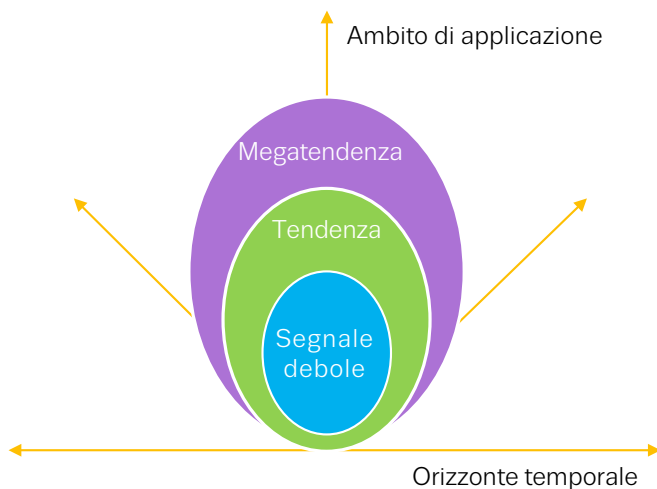 Ambito di applicazione
Megatendenza
Tendenza
Segnale
debole
Orizzonte temporale